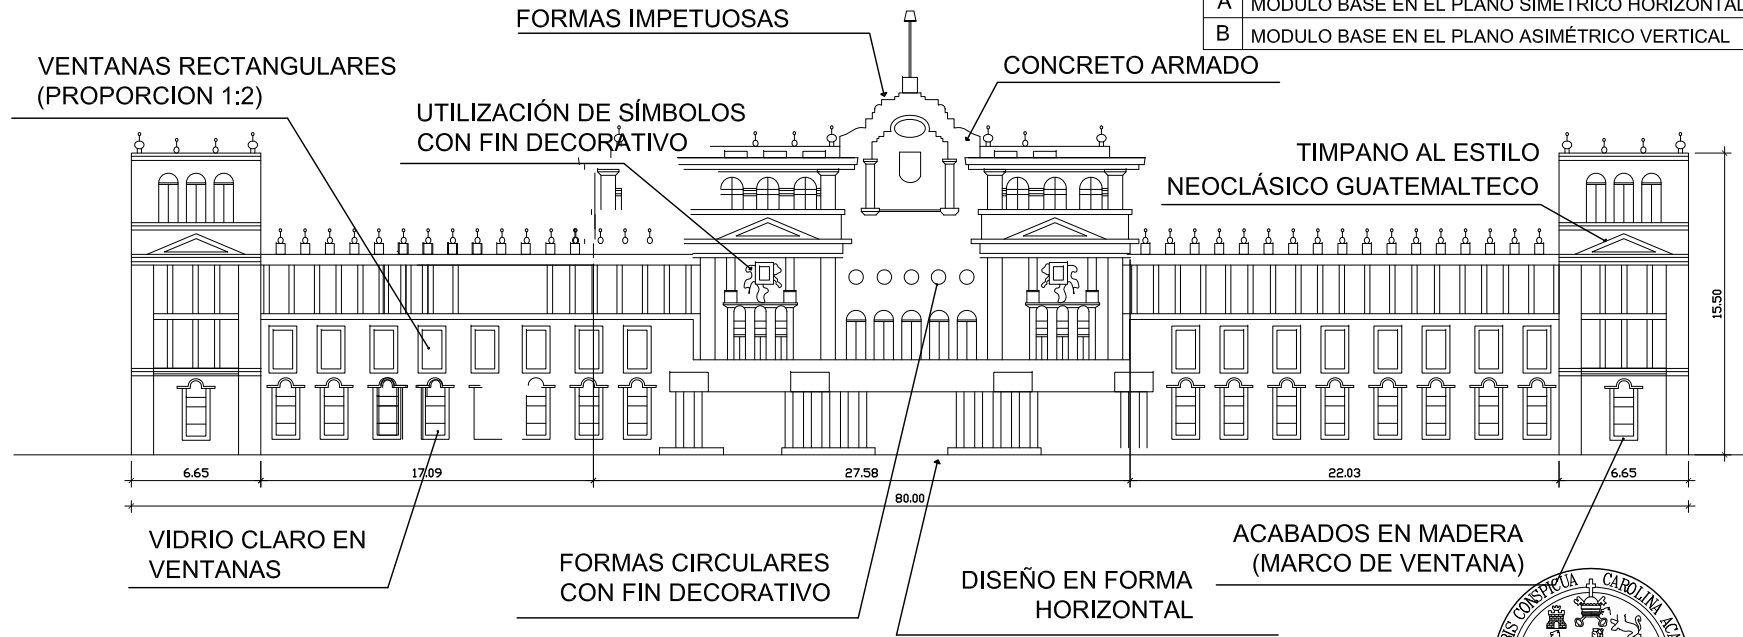 FORMAS IMPETUOSAS
A MODULO BASE EN EL PLANO SIMÉTRICO HORIZONTAL
B MODULO BASE EN EL PLANO ASIMÉTRICO VERTICAL
VENTANAS RECTANGULARES
(PROPORCION 1:2)
CONCRETO ARMADO
UTILIZACIÓN DE SÍMBOLOS
CON FIN DECORATIVO
TIMPANO AL ESTILO
NEOCLÁSICO GUATEMALTECO
15.50
6.65
17.09
27.58
22.03
6.65
80.00
VIDRIO CLARO EN
VENTANAS
FORMAS CIRCULARES
CON FIN DECORATIVO
DISEÑO EN FORMA
HORIZONTAL
ACABADOS EN MADERA
(MARCO DE VENTANA)
CONSPICUA CAROLINA